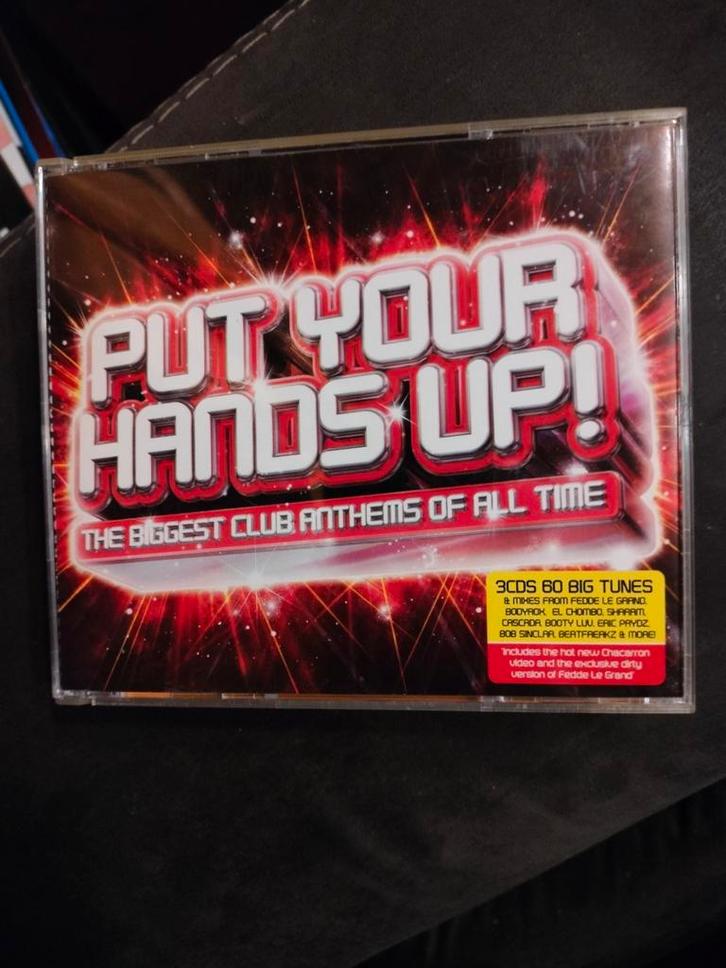 PUT YOUR
HANDS UP!
THE BIGGEST CLUB ANTHEMS OF ALL TIME
3CDS 60 BIG TUNES
& MIXES FROM FEDDE LE GRAND,
BODYROX, EL CHOMBO, SHARAM,
CASCADA, BOOTY LUV, ERIC PRYDZ,
BOB SINCLAR, BEATFREAKZ & MORE!
'Includes the hot new Chacarron
video and the exclusive dirty
version of Fedde Le Grand'